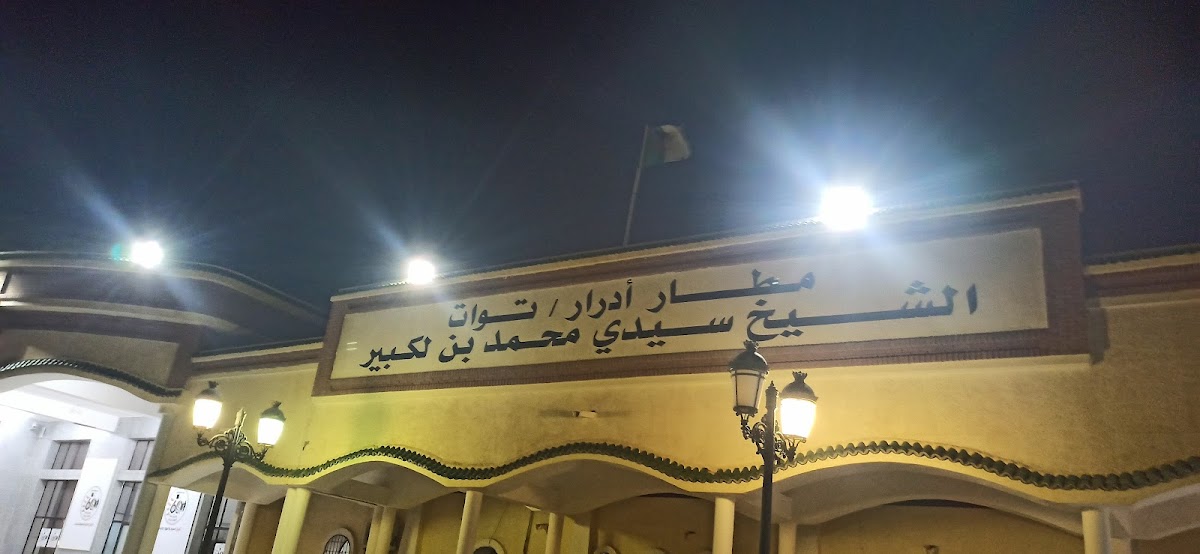 مطار أدرار / توات
الشيخ سيدي محمد بن لكبير